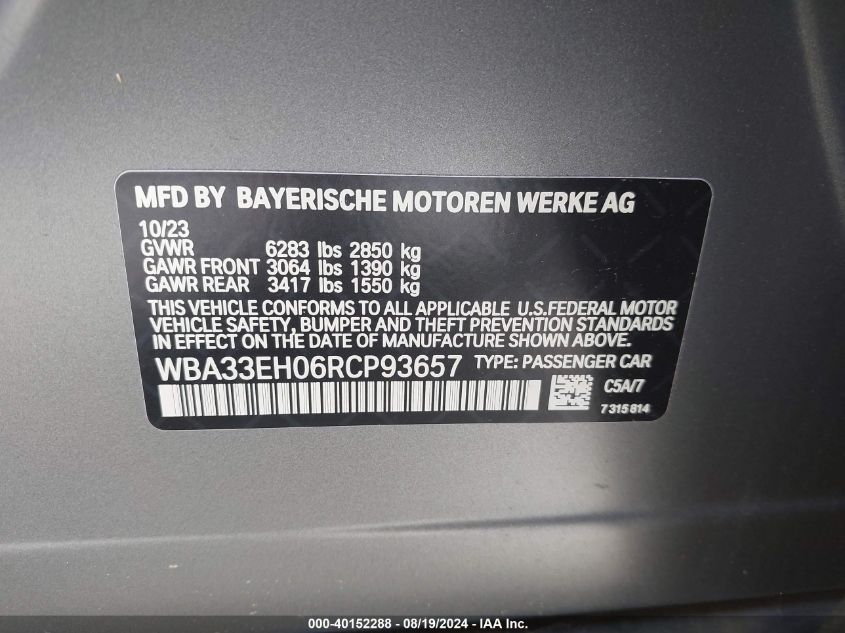 MFD BY BAYERISCHE MOTOREN WERKE AG
10/23
GVWR 6283 lbs 2850 kg
GAWR FRONT 3064 lbs 1390 kg
GAWR REAR 3417 lbs 1550 kg
THIS VEHICLE CONFORMS TO ALL APPLICABLE U.S.FEDERAL MOTOR
VEHICLE SAFETY, BUMPER AND THEFT PREVENTION STANDARDS
IN EFFECT ON THE DATE OF MANUFACTURE SHOWN ABOVE.
WBA33EH06RCP93657 TYPE: PASSENGER CAR
C5A/7
7 315 814
000-40152288 - 08/19/2024 - IAA Inc.